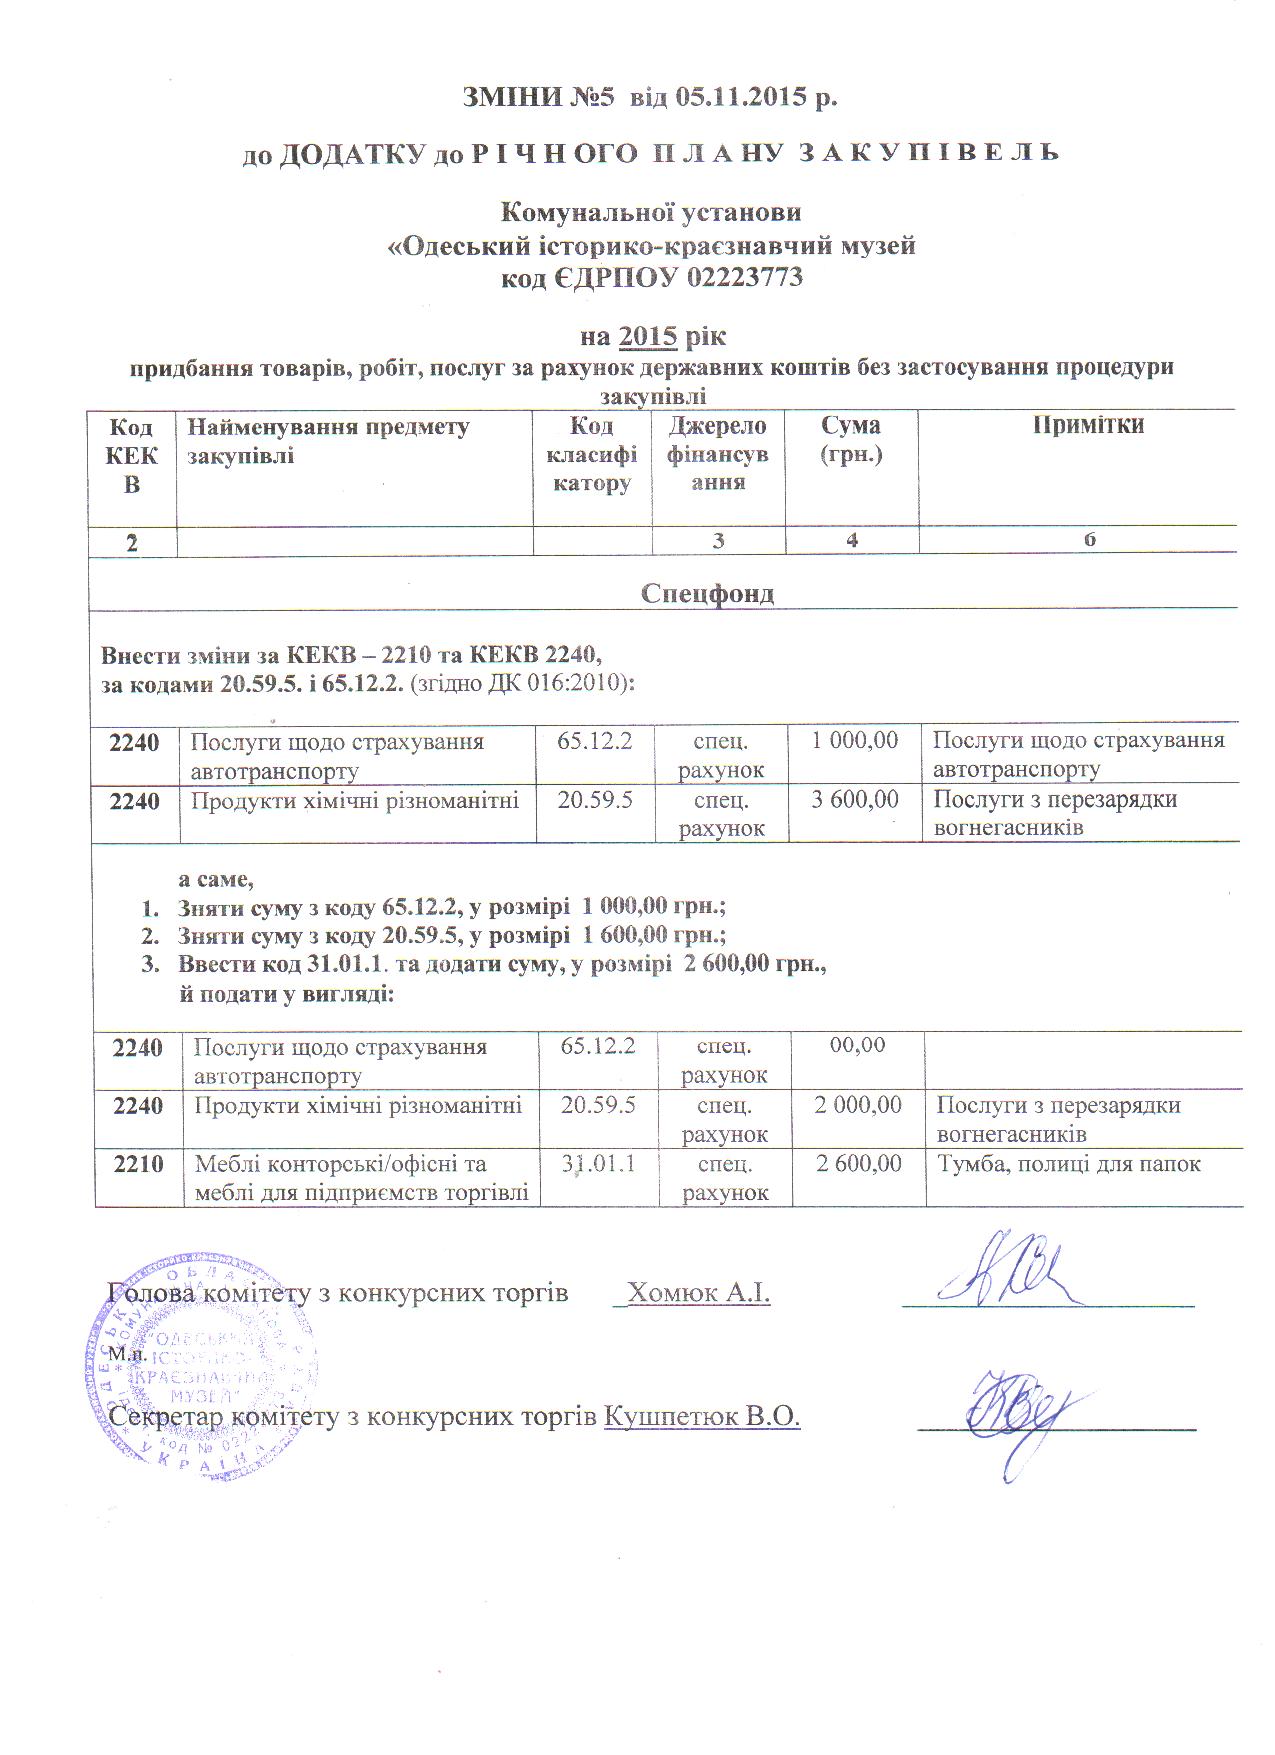 ЗМІНИ №5 від 05.11.2015 р.
до ДОДАТКУ до Р І Ч Н ОГО П Л А НУ З А К У П І В Е Л Ь
Комунальної установи
«Одеський історико-краєзнавчий музей
код ЄДРПОУ 02223773
на 2015 рік
придбання товарів, робіт, послуг за рахунок державних коштів без застосування процедури
закупівлі
Код КЕК В Найменування предмету закупівлі Код класифі катору Джерело фінансув ання Сума (грн.) Примітки
2 3 4 6
Спецфонд
Внести зміни за КЕКВ – 2210 та КЕКВ 2240,
за кодами 20.59.5. і 65.12.2. (згідно ДК 016:2010):
2240 Послуги щодо страхування автотранспорту 65.12.2 спец. рахунок 1 000,00 Послуги щодо страхування автотранспорту
2240 Продукти хімічні різноманітні 20.59.5 спец. рахунок 3 600,00 Послуги з перезарядки вогнегасників
а саме,
1. Зняти суму з коду 65.12.2, у розмірі 1 000,00 грн.;
2. Зняти суму з коду 20.59.5, у розмірі 1 600,00 грн.;
3. Ввести код 31.01.1. та додати суму, у розмірі 2 600,00 грн.,
й подати у вигляді:
2240 Послуги щодо страхування автотранспорту 65.12.2 спец. рахунок 00,00
2240 Продукти хімічні різноманітні 20.59.5 спец. рахунок 2 000,00 Послуги з перезарядки вогнегасників
2210 Меблі конторські/офісні та меблі для підприємств торгівлі 31.01.1 спец. рахунок 2 600,00 Тумба, полиці для папок
Голова комітету з конкурсних торгів Хомюк А.І.
М.п.
Секретар комітету з конкурсних торгів Кушпетюк В.О.
"ОДЕСЬКИЙ
ІСТОРИКО-
КРАЄЗНАВЧИЙ
МУЗЕЙ"
УКРАЇНА